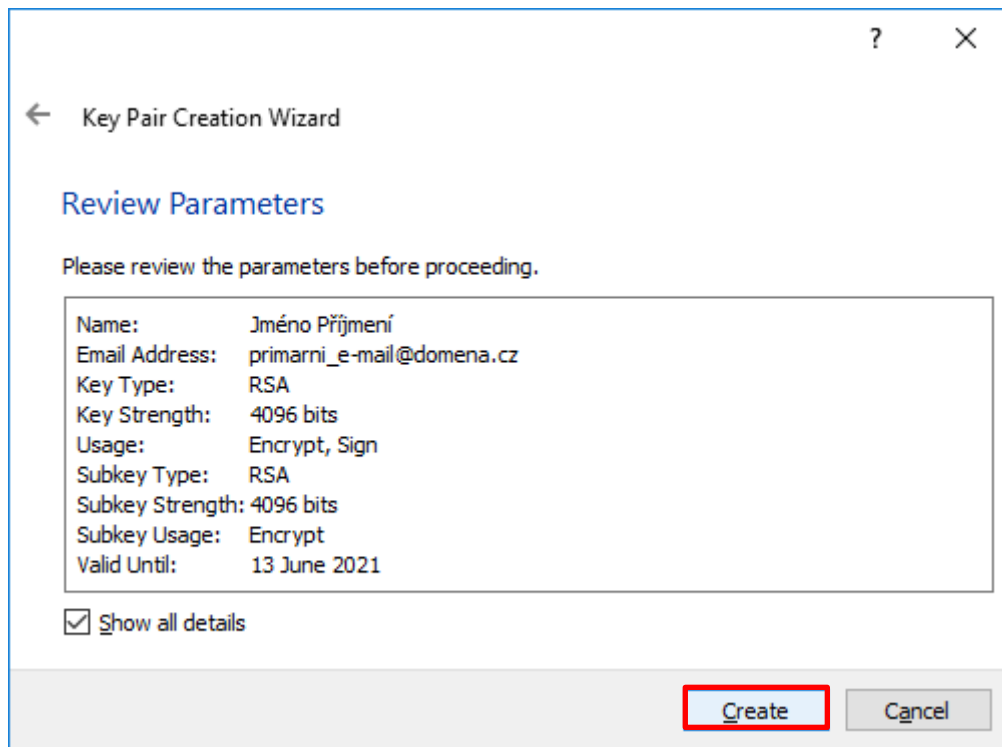 ?
Key Pair Creation Wizard
Review Parameters
Please review the parameters before proceeding.
Name: Jméno Příjmení
Email Address: primarni_e-mail@domena.cz
Key Type: RSA
Key Strength: 4096 bits
Usage: Encrypt, Sign
Subkey Type: RSA
Subkey Strength: 4096 bits
Subkey Usage: Encrypt
Valid Until: 13 June 2021
Show all details
Create Cancel